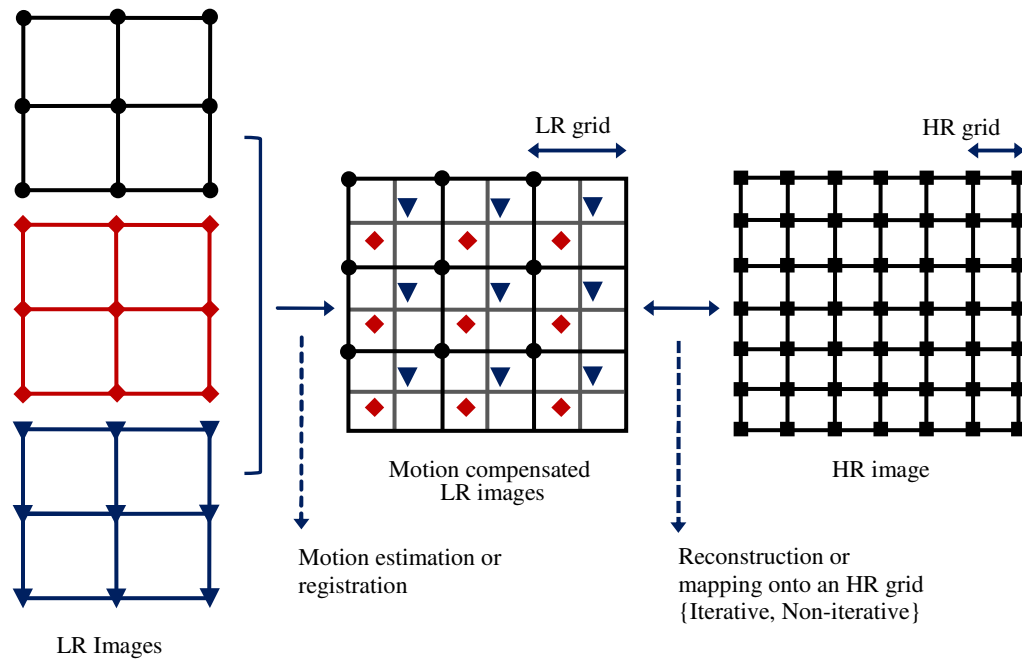 LR grid
HR grid
Motion compensated
LR images
HR image
Motion estimation or
registration
Reconstruction or
mapping onto an HR grid
{Iterative, Non-iterative}
LR Images